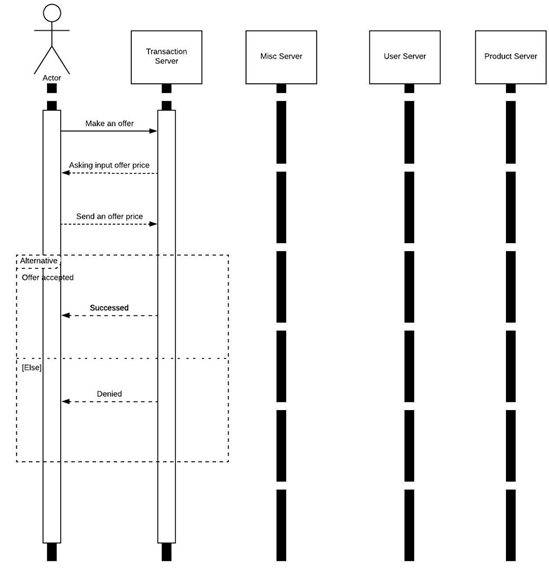 Transaction
Server
Misc Server
User Server
Product Server
Actor
Make an offer
Asking input offer price
Send an offer price
Alternative
Offer accepted
Successed
[Else]
Denied